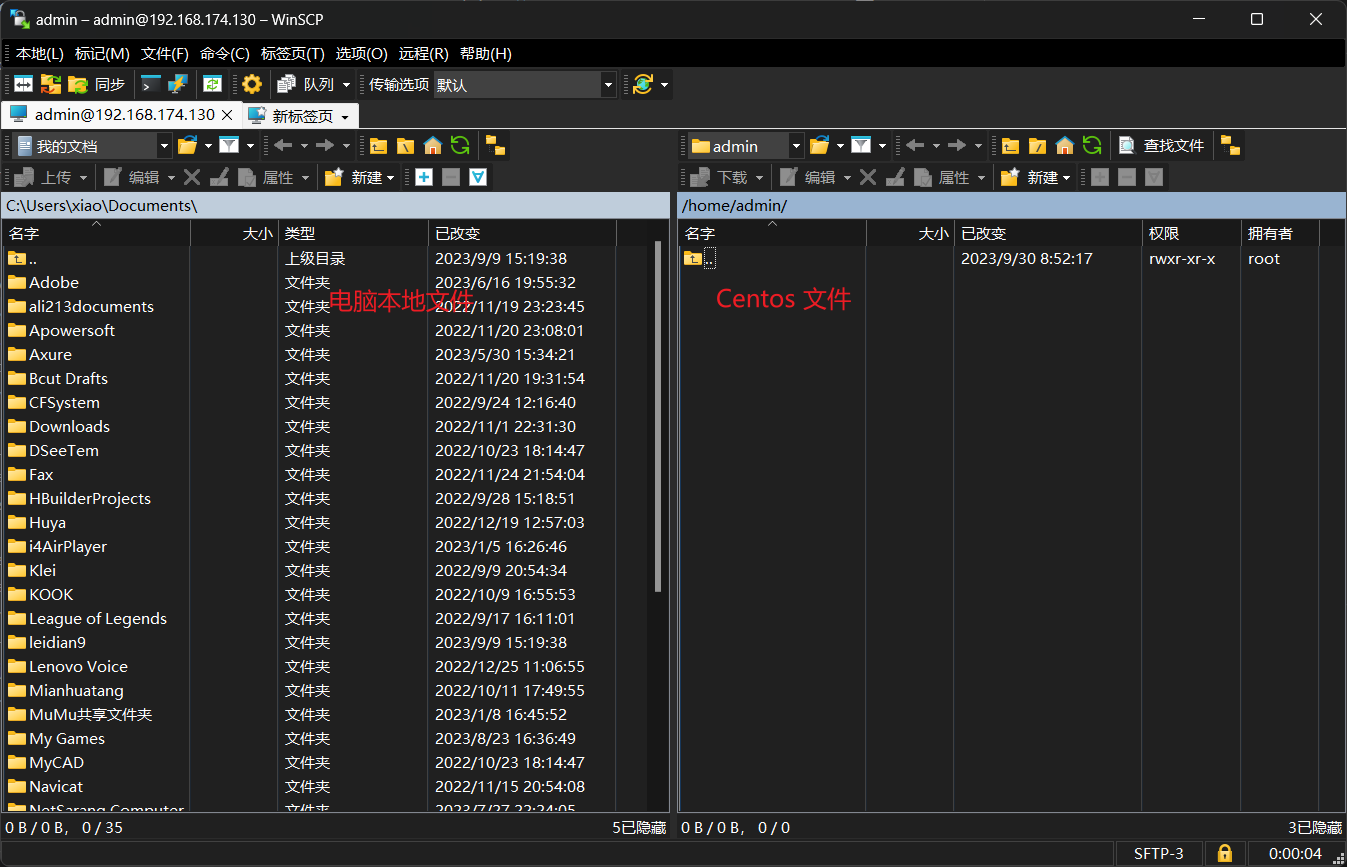 admin – admin@192.168.174.130 – WinSCP
本地(L) 标记(M) 文件(F) 命令(C) 标签页(T) 选项(O) 远程(R) 帮助(H)
同步 队列 传输选项 默认
admin@192.168.174.130 新标签页
我的文档
上传 编辑 属性 新建
C:\Users\xiao\Documents\
名字 大小 类型 已改变
.. 上级目录 2023/9/9 15:19:38
Adobe 文件夹 2023/6/16 19:55:32
电脑本地文件
ali213documents 文件夹 2022/11/19 23:23:45
Apowersoft 文件夹 2022/11/20 23:08:01
Axure 文件夹 2023/5/30 15:34:21
Bcut Drafts 文件夹 2022/11/20 19:31:54
CFSystem 文件夹 2022/9/24 12:16:40
Downloads 文件夹 2022/11/1 22:31:30
DSeeTem 文件夹 2022/10/23 18:14:47
Fax 文件夹 2022/11/24 21:54:04
HBuilderProjects 文件夹 2022/9/28 15:18:51
Huya 文件夹 2022/12/19 12:57:03
i4AirPlayer 文件夹 2023/1/5 16:26:46
Klei 文件夹 2022/9/9 20:54:34
KOOK 文件夹 2022/10/9 16:55:53
League of Legends 文件夹 2022/9/17 16:11:01
leidian9 文件夹 2023/9/9 15:19:38
Lenovo Voice 文件夹 2022/12/25 11:06:55
Mianhuatang 文件夹 2022/10/11 17:49:55
MuMu共享文件夹 文件夹 2023/1/8 16:45:52
My Games 文件夹 2023/8/23 16:36:49
MyCAD 文件夹 2022/10/23 18:14:47
Navicat 文件夹 2022/11/15 20:54:08
NetSarang Computer 文件夹 2023/7/27 22:24:05
0 B / 0 B, 0 / 35 5已隐藏
admin 查找文件
下载 编辑 属性 新建
/home/admin/
名字 大小 已改变 权限 拥有者
.. 2023/9/30 8:52:17 rwxr-xr-x root
Centos 文件
0 B / 0 B, 0 / 0 3已隐藏
SFTP-3 0:00:04